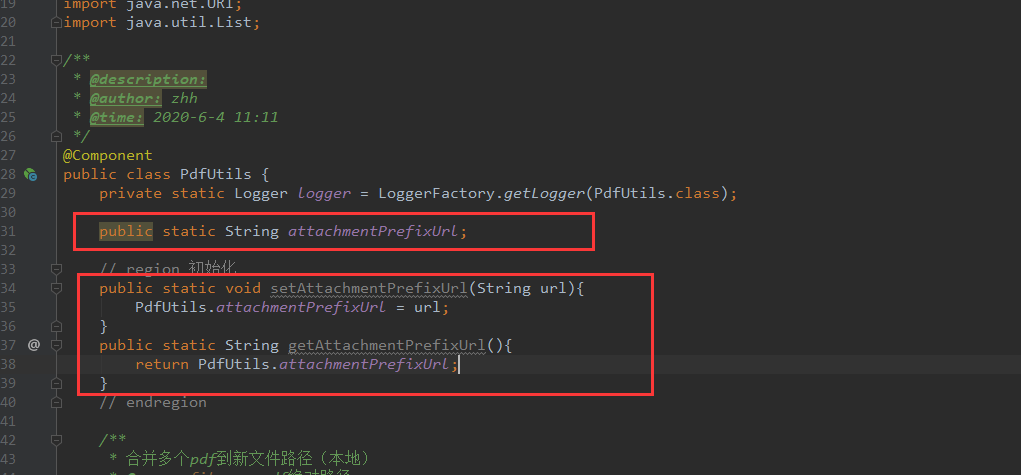 19 import java.net.URI;
20 import java.util.List;
21
22 /**
23 * @description:
24 * @author: zhh
25 * @time: 2020-6-4 11:11
26 */
27 @Component
28 public class PdfUtils {
29 private static Logger logger = LoggerFactory.getLogger(PdfUtils.class);
30
31 public static String attachmentPrefixUrl;
32
33 // region 初始化
34 public static void setAttachmentPrefixUrl(String url){
35 PdfUtils.attachmentPrefixUrl = url;
36 }
37 @ public static String getAttachmentPrefixUrl(){
38 return PdfUtils.attachmentPrefixUrl;
39 }
40 // endregion
41
42 /**
43 * 合并多个pdf到新文件路径（本地）